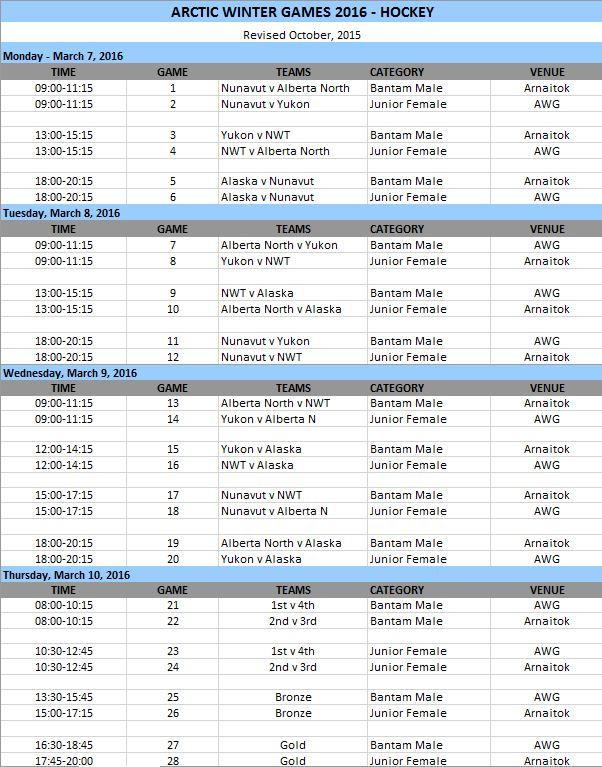 ARCTIC WINTER GAMES 2016 - HOCKEY
Revised October, 2015
Monday - March 7, 2016
TIME GAME TEAMS CATEGORY VENUE
09:00-11:15 1 Nunavut v Alberta North Bantam Male Arnaitok
09:00-11:15 2 Nunavut v Yukon Junior Female AWG
13:00-15:15 3 Yukon v NWT Bantam Male Arnaitok
13:00-15:15 4 NWT v Alberta North Junior Female AWG
18:00-20:15 5 Alaska v Nunavut Bantam Male Arnaitok
18:00-20:15 6 Alaska v Nunavut Junior Female AWG
Tuesday, March 8, 2016
TIME GAME TEAMS CATEGORY VENUE
09:00-11:15 7 Alberta North v Yukon Bantam Male AWG
09:00-11:15 8 Yukon v NWT Junior Female Arnaitok
13:00-15:15 9 NWT v Alaska Bantam Male AWG
13:00-15:15 10 Alberta North v Alaska Junior Female Arnaitok
18:00-20:15 11 Nunavut v Yukon Bantam Male AWG
18:00-20:15 12 Nunavut v NWT Junior Female Arnaitok
Wednesday, March 9, 2016
TIME GAME TEAMS CATEGORY VENUE
09:00-11:15 13 Alberta North v NWT Bantam Male Arnaitok
09:00-11:15 14 Yukon v Alberta N Junior Female AWG
12:00-14:15 15 Yukon v Alaska Bantam Male Arnaitok
12:00-14:15 16 NWT v Alaska Junior Female AWG
15:00-17:15 17 Nunavut v NWT Bantam Male Arnaitok
15:00-17:15 18 Nunavut v Alberta N Junior Female AWG
18:00-20:15 19 Alberta North v Alaska Bantam Male Arnaitok
18:00-20:15 20 Yukon v Alaska Junior Female AWG
Thursday, March 10, 2016
TIME GAME TEAMS CATEGORY VENUE
08:00-10:15 21 1st v 4th Bantam Male AWG
08:00-10:15 22 2nd v 3rd Bantam Male Arnaitok
10:30-12:45 23 1st v 4th Junior Female AWG
10:30-12:45 24 2nd v 3rd Junior Female Arnaitok
13:30-15:45 25 Bronze Bantam Male AWG
15:00-17:15 26 Bronze Junior Female Arnaitok
16:30-18:45 27 Gold Bantam Male AWG
17:45-20:00 28 Gold Junior Female Arnaitok